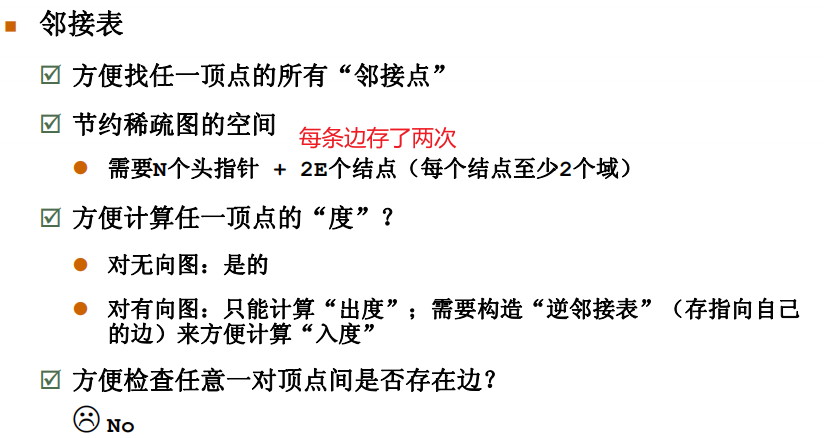 邻接表
方便找任一顶点的所有“邻接点”
节约稀疏图的空间
每条边存了两次
需要N个头指针 + 2E个结点（每个结点至少2个域）
方便计算任一顶点的“度”？
对无向图：是的
对有向图：只能计算“出度”；需要构造“逆邻接表”（存指向自己
的边）来方便计算“入度”
方便检查任意一对顶点间是否存在边？
No